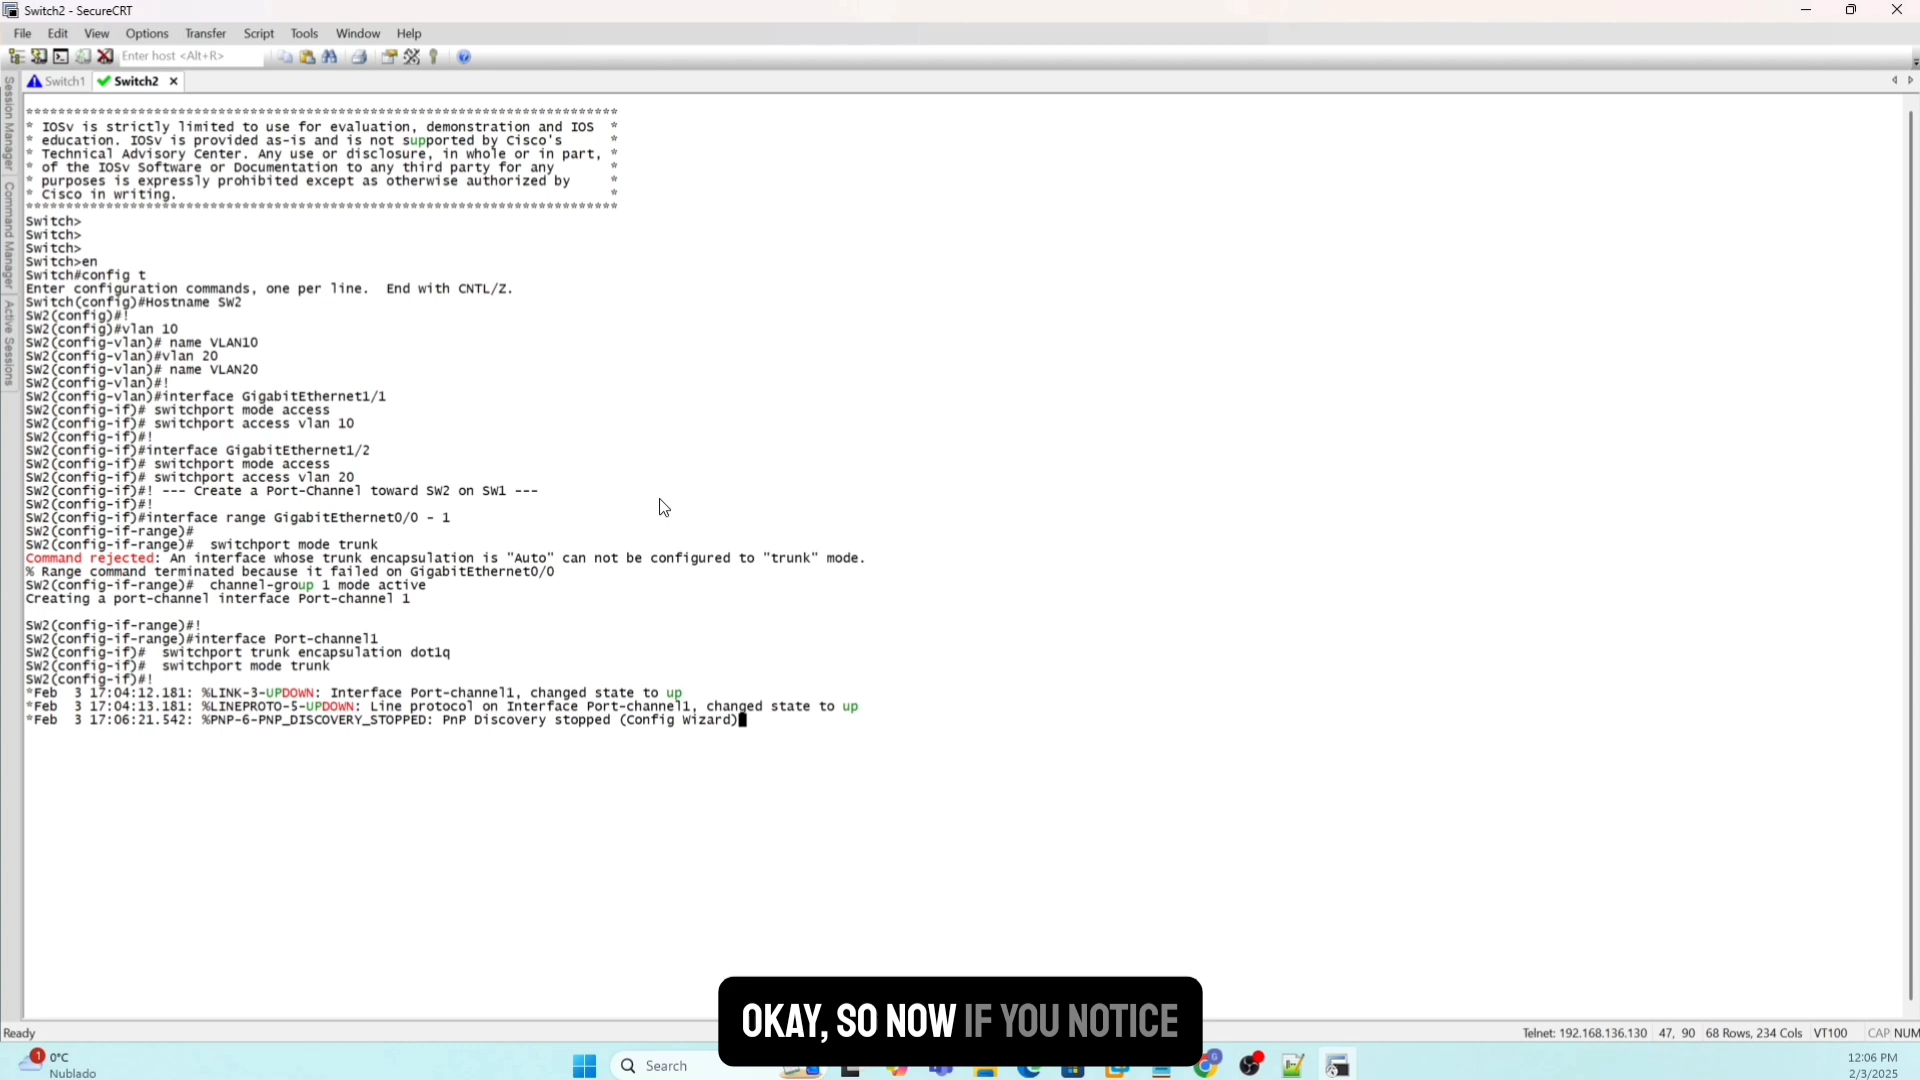 Switch2 - SecureCRT
File Edit View Options Transfer Script Tools Window Help
Enter host <Alt+R>
Switch1 Switch2
Session Manager
Command Manager
Active Sessions
**************************************************************************
* IOSv is strictly limited to use for evaluation, demonstration and IOS  *
* education. IOSv is provided as-is and is not supported by Cisco's      *
* Technical Advisory Center. Any use or disclosure, in whole or in part, *
* of the IOSv Software or Documentation to any third party for any       *
* purposes is expressly prohibited except as otherwise authorized by     *
* Cisco in writing.                                                      *
**************************************************************************
Switch>
Switch>
Switch>
Switch>en
Switch#config t
Enter configuration commands, one per line.  End with CNTL/Z.
Switch(config)#Hostname SW2
SW2(config)#!
SW2(config)#vlan 10
SW2(config-vlan)# name VLAN10
SW2(config-vlan)#vlan 20
SW2(config-vlan)# name VLAN20
SW2(config-vlan)#!
SW2(config-vlan)#interface GigabitEthernet1/1
SW2(config-if)# switchport mode access
SW2(config-if)# switchport access vlan 10
SW2(config-if)#!
SW2(config-if)#interface GigabitEthernet1/2
SW2(config-if)# switchport mode access
SW2(config-if)# switchport access vlan 20
SW2(config-if)#! --- Create a Port-Channel toward SW2 on SW1 ---
SW2(config-if)#!
SW2(config-if)#interface range GigabitEthernet0/0 - 1
SW2(config-if-range)#
SW2(config-if-range)#  switchport mode trunk
Command rejected: An interface whose trunk encapsulation is "Auto" can not be configured to "trunk" mode.
% Range command terminated because it failed on GigabitEthernet0/0
SW2(config-if-range)#  channel-group 1 mode active
Creating a port-channel interface Port-channel 1
SW2(config-if-range)#!
SW2(config-if-range)#interface Port-channel1
SW2(config-if)#  switchport trunk encapsulation dot1q
SW2(config-if)#  switchport mode trunk
SW2(config-if)#!
*Feb  3 17:04:12.181: %LINK-3-UPDOWN: Interface Port-channel1, changed state to up
*Feb  3 17:04:13.181: %LINEPROTO-5-UPDOWN: Line protocol on Interface Port-channel1, changed state to up
*Feb  3 17:06:21.542: %PNP-6-PNP_DISCOVERY_STOPPED: PnP Discovery stopped (Config Wizard)
OKAY, SO NOW IF YOU NOTICE
Ready
Telnet: 192.168.136.130 47, 90 68 Rows, 234 Cols VT100 CAP NUM
1 0°C
Nublado
Search
12:06 PM
2/3/2025